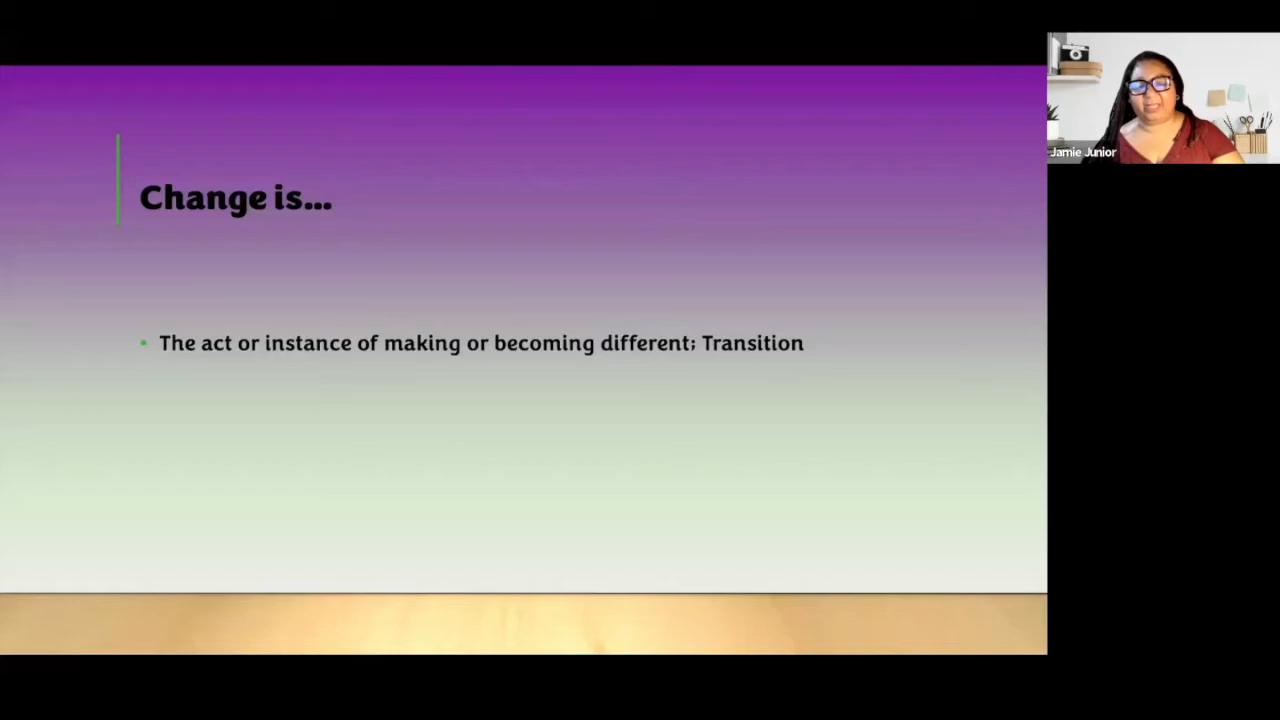 Change is...
The act or instance of making or becoming different; Transition
Jamie Junior